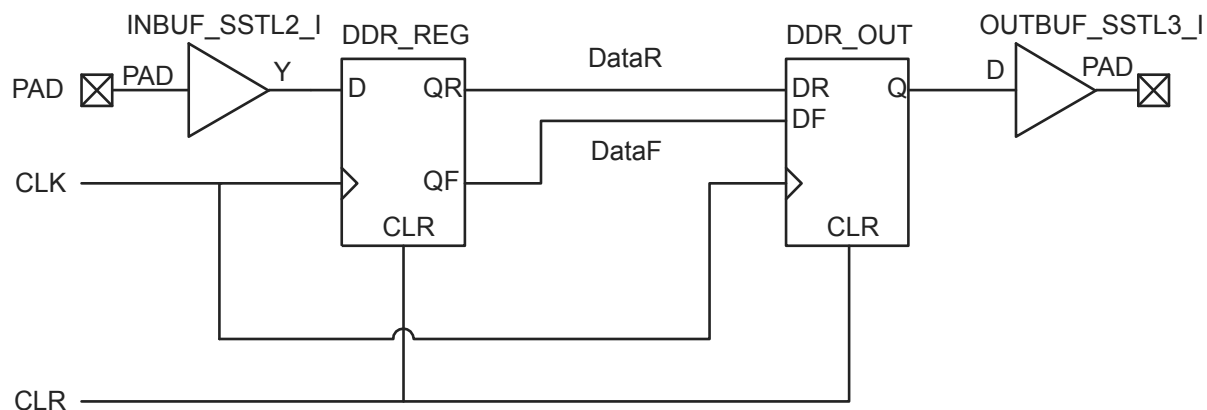 INBUF_SSTL2_I
DDR_REG
DDR_OUT
OUTBUF_SSTL3_I
PAD
PAD
Y
D
QR
DataR
DR
Q
D
PAD
DF
DataF
CLK
QF
CLR
CLR
CLR